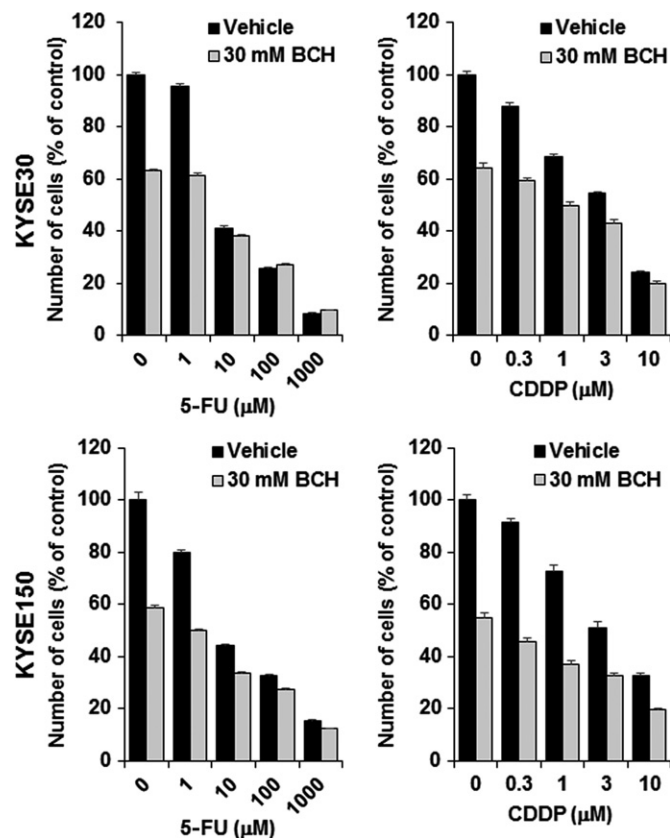 KYSE30
Number of cells (% of control)
120
100
80
60
40
20
0
Vehicle
30 mM BCH
0 1 10 100 1000
5-FU (μM)
Number of cells (% of control)
120
100
80
60
40
20
0
Vehicle
30 mM BCH
0 0.3 1 3 10
CDDP (μM)
KYSE150
Number of cells (% of control)
120
100
80
60
40
20
0
Vehicle
30 mM BCH
0 1 10 100 1000
5-FU (μM)
Number of cells (% of control)
120
100
80
60
40
20
0
Vehicle
30 mM BCH
0 0.3 1 3 10
CDDP (μM)